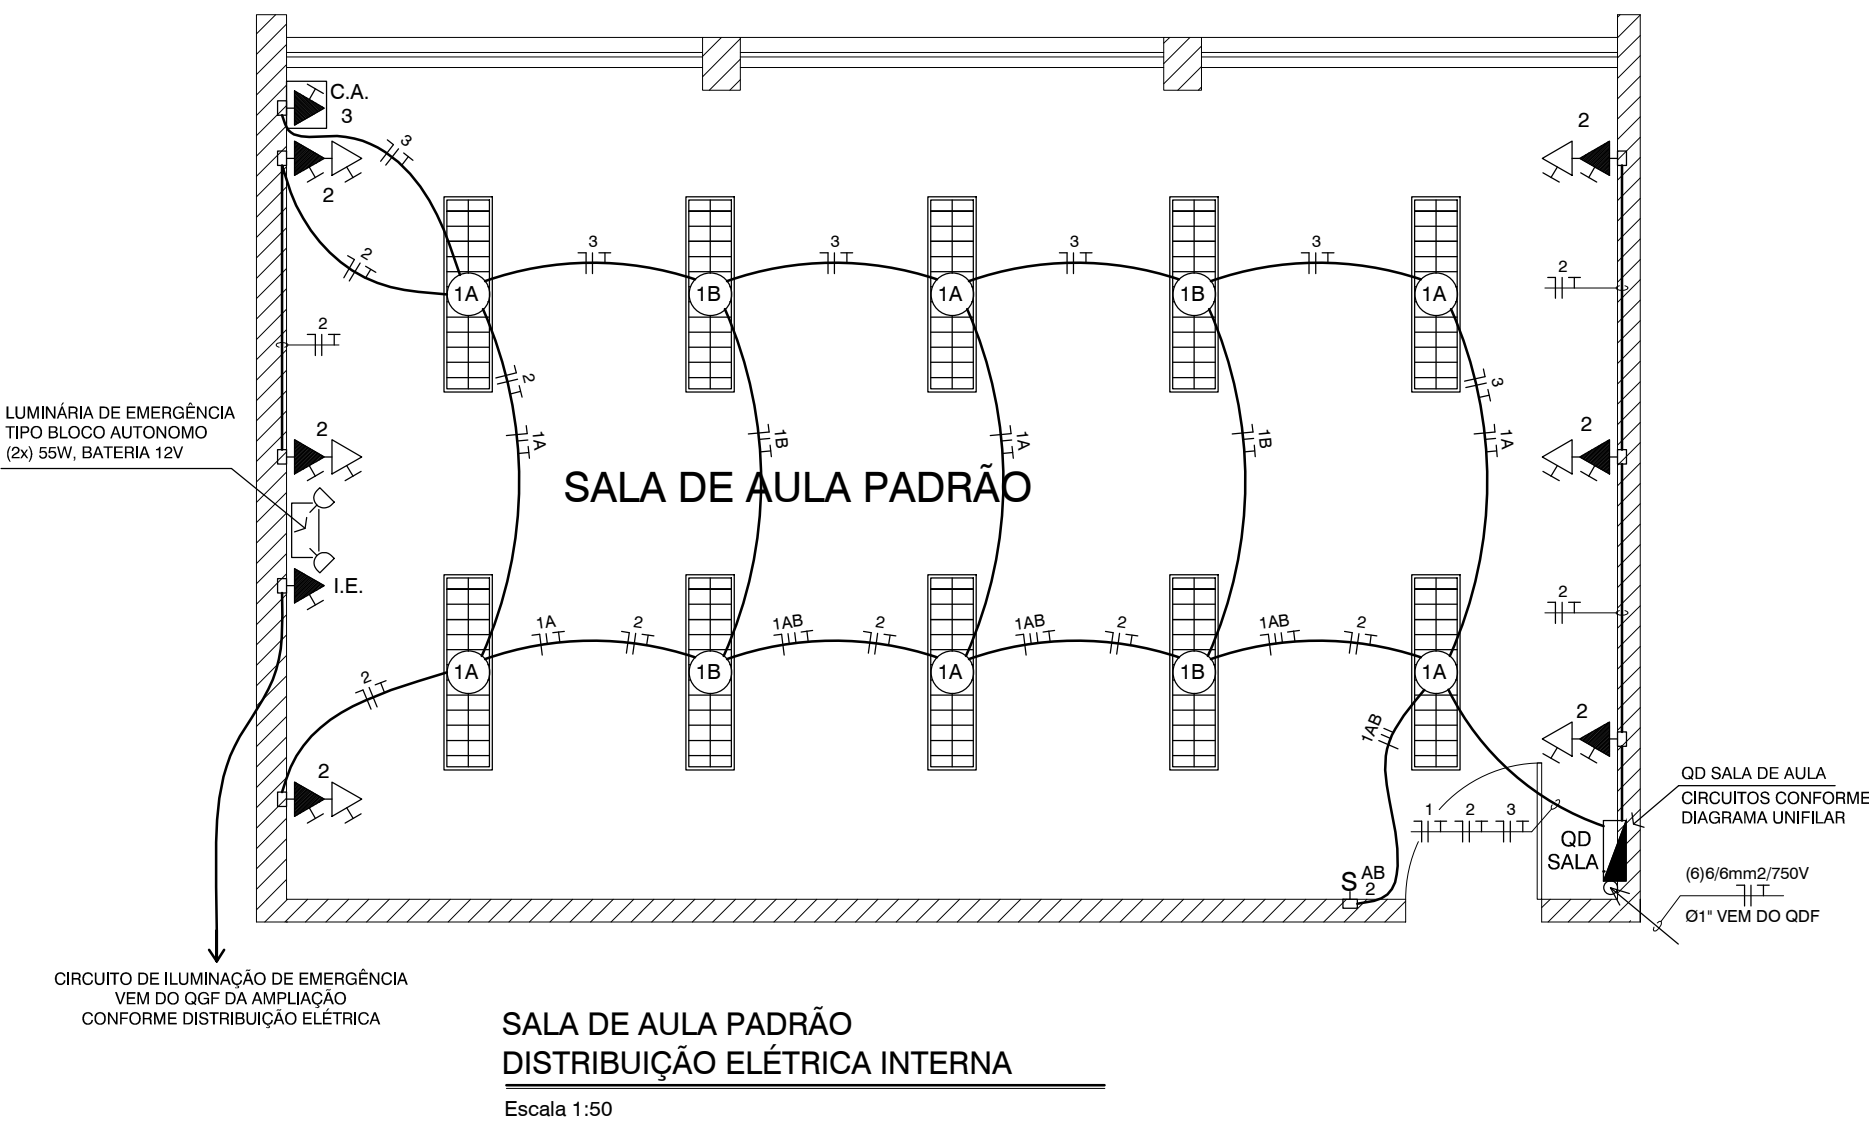 C.A.
3
3
2
2
2
2
3
3
3
3
2
1A
1B
1A
1B
1A
2
2
3
1A
1B
1A
1B
1A
LUMINÁRIA DE EMERGÊNCIA
TIPO BLOCO AUTONOMO
(2x) 55W, BATERIA 12V
2
2
SALA DE AULA PADRÃO
I.E.
2
1A
2
1AB
2
1AB
2
1AB
2
2
1A
1B
1A
1B
1A
2
1AB
2
2
QD SALA DE AULA
CIRCUITOS CONFORME
DIAGRAMA UNIFILAR
1 2 3
QD
SALA
S AB
2
(6)6/6mm2/750V
Ø1" VEM DO QDF
CIRCUITO DE ILUMINAÇÃO DE EMERGÊNCIA
VEM DO QGF DA AMPLIAÇÃO
CONFORME DISTRIBUIÇÃO ELÉTRICA
SALA DE AULA PADRÃO
DISTRIBUIÇÃO ELÉTRICA INTERNA
Escala 1:50